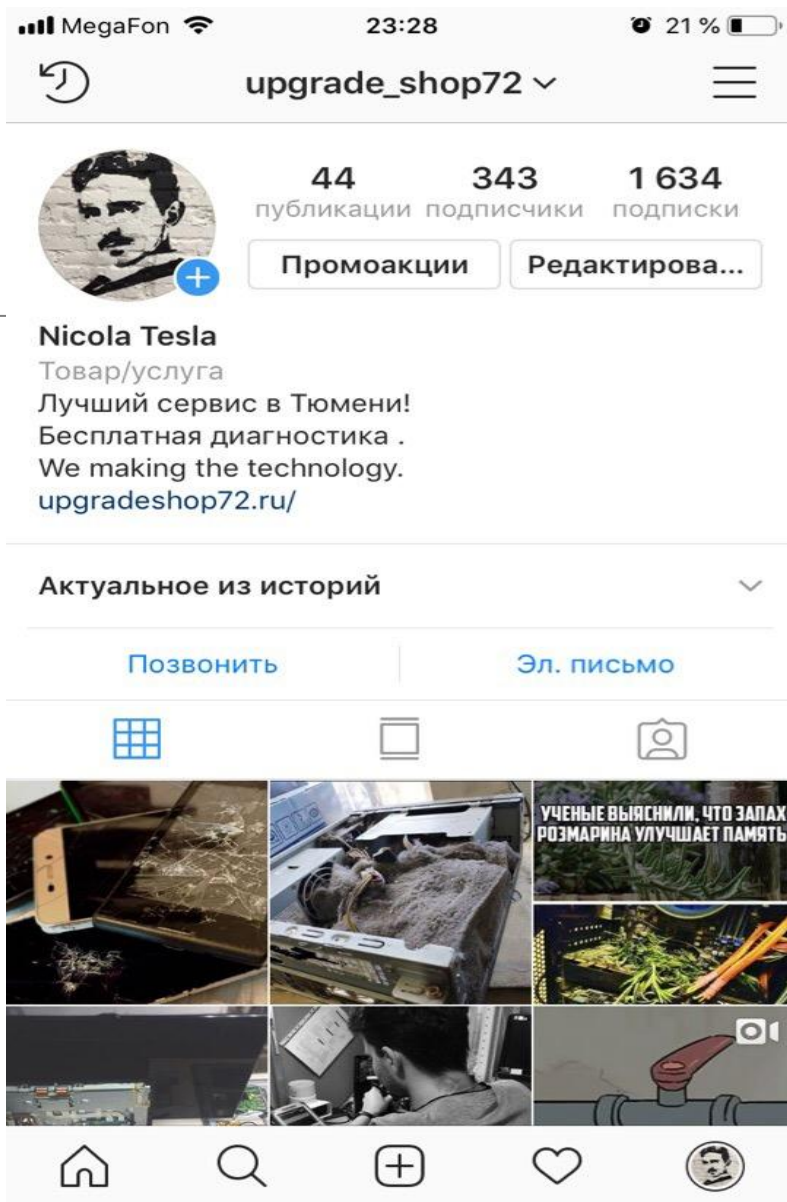 MegaFon 23:28 21 %
upgrade_shop72
44 343 1 634
публикации подписчики подписки
Промоакции Редактирова...
Nicola Tesla
Товар/услуга
Лучший сервис в Тюмени!
Бесплатная диагностика .
We making the technology.
upgradeshop72.ru/
Актуальное из историй
Позвонить Эл. письмо
УЧЕНЫЕ ВЫЯСНИЛИ, ЧТО ЗАПАХ
РОЗМАРИНА УЛУЧШАЕТ ПАМЯТЬ